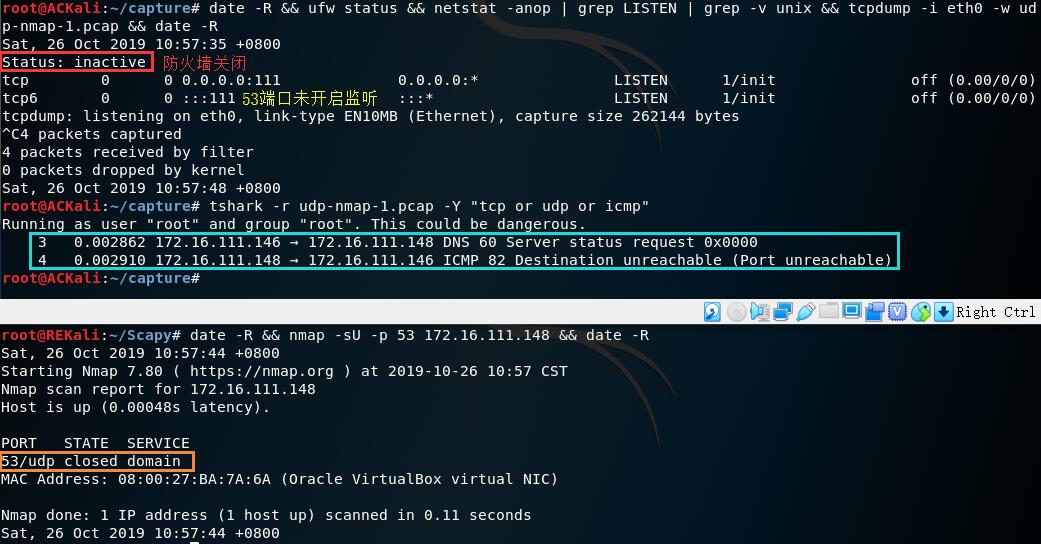 root@ACKali:~/capture# date -R && ufw status && netstat -anop | grep LISTEN | grep -v unix && tcpdump -i eth0 -w ud
p-nmap-1.pcap && date -R
Sat, 26 Oct 2019 10:57:35 +0800
Status: inactive 防火墙关闭
tcp 0 0 0.0.0.0:111 0.0.0.0:* LISTEN 1/init off (0.00/0/0)
tcp6 0 0 :::111 53端口未开启监听 :::* LISTEN 1/init off (0.00/0/0)
tcpdump: listening on eth0, link-type EN10MB (Ethernet), capture size 262144 bytes
^C4 packets captured
4 packets received by filter
0 packets dropped by kernel
Sat, 26 Oct 2019 10:57:48 +0800
root@ACKali:~/capture# tshark -r udp-nmap-1.pcap -Y "tcp or udp or icmp"
Running as user "root" and group "root". This could be dangerous.
3 0.002862 172.16.111.146 → 172.16.111.148 DNS 60 Server status request 0x0000
4 0.002910 172.16.111.148 → 172.16.111.146 ICMP 82 Destination unreachable (Port unreachable)
root@ACKali:~/capture#
Right Ctrl
root@REKali:~/Scapy# date -R && nmap -sU -p 53 172.16.111.148 && date -R
Sat, 26 Oct 2019 10:57:44 +0800
Starting Nmap 7.80 ( https://nmap.org ) at 2019-10-26 10:57 CST
Nmap scan report for 172.16.111.148
Host is up (0.00048s latency).
PORT STATE SERVICE
53/udp closed domain
MAC Address: 08:00:27:BA:7A:6A (Oracle VirtualBox virtual NIC)
Nmap done: 1 IP address (1 host up) scanned in 0.11 seconds
Sat, 26 Oct 2019 10:57:44 +0800